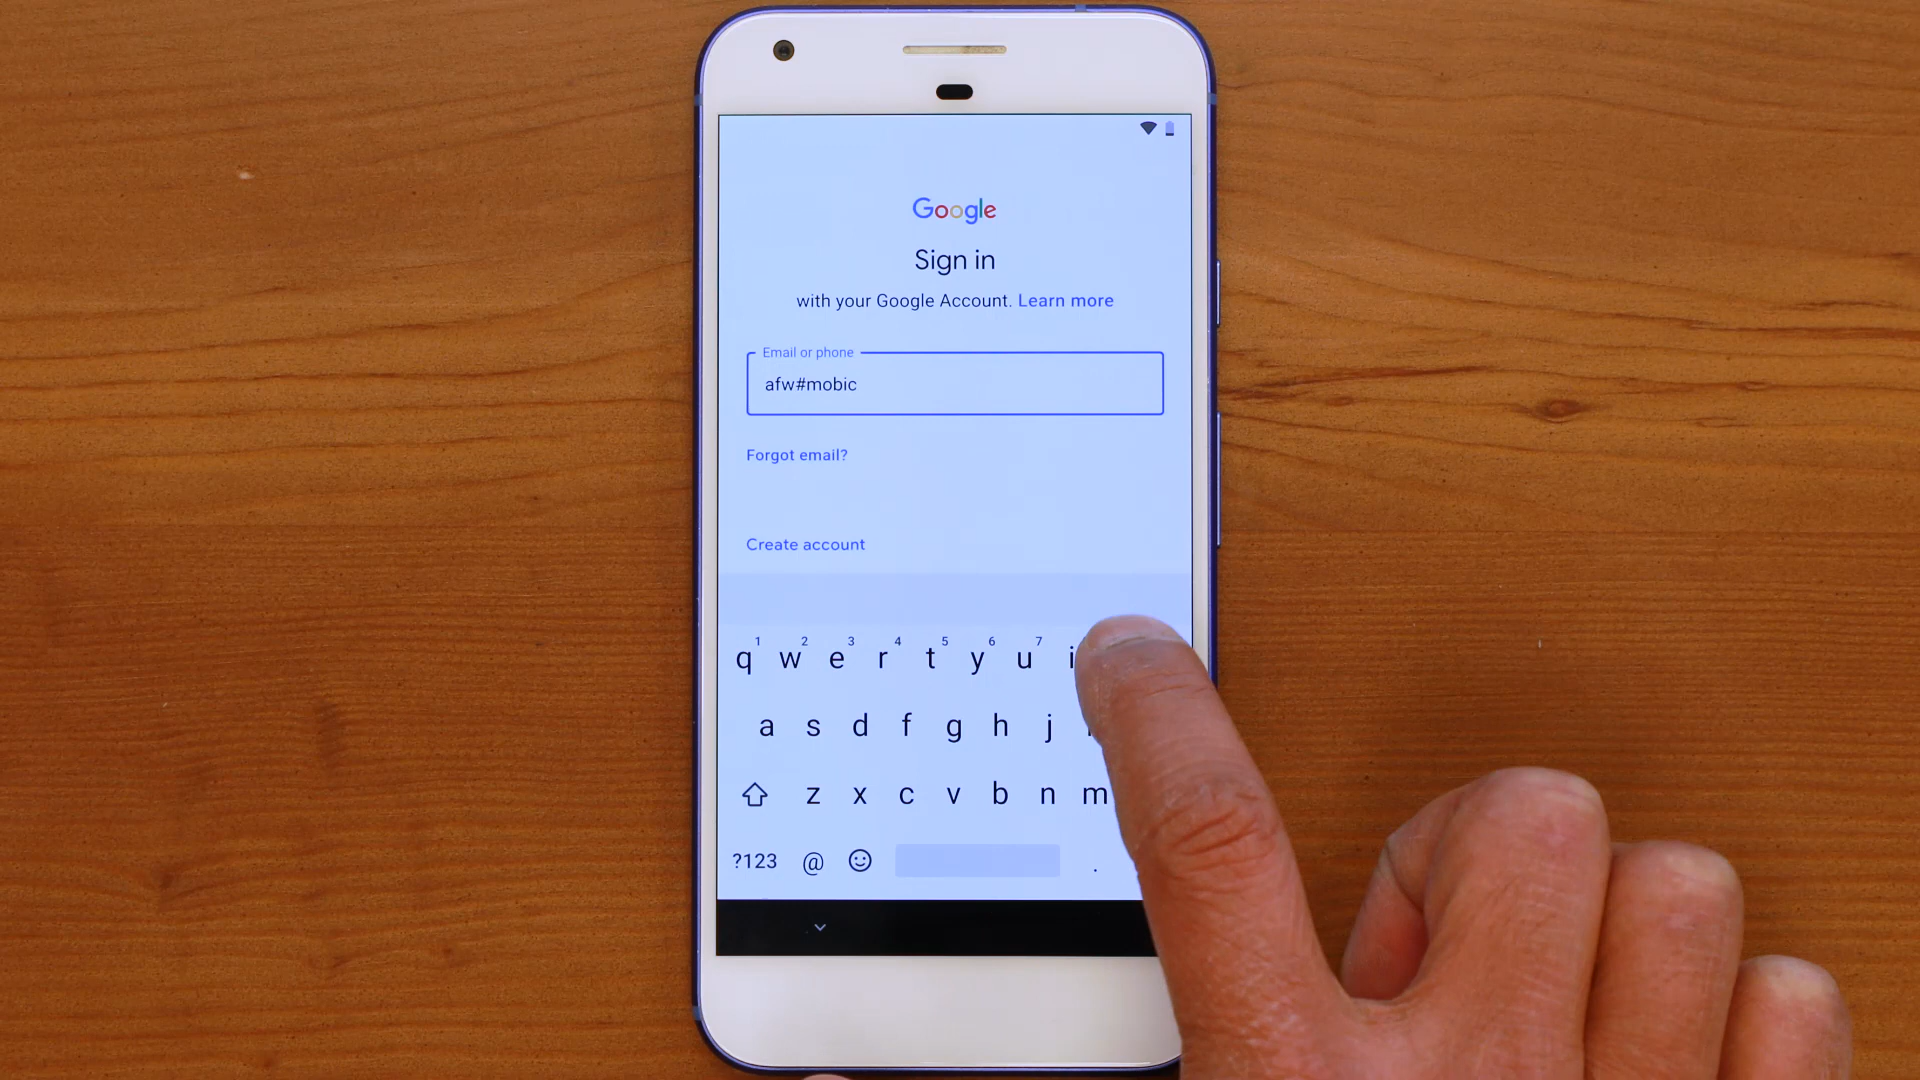 Google
Sign in
with your Google Account. Learn more
Email or phone
afw#mobic
Forgot email?
Create account
1 2 3 4 5 6 7
q w e r t y u i
a s d f g h j
z x c v b n m
?123 @ .